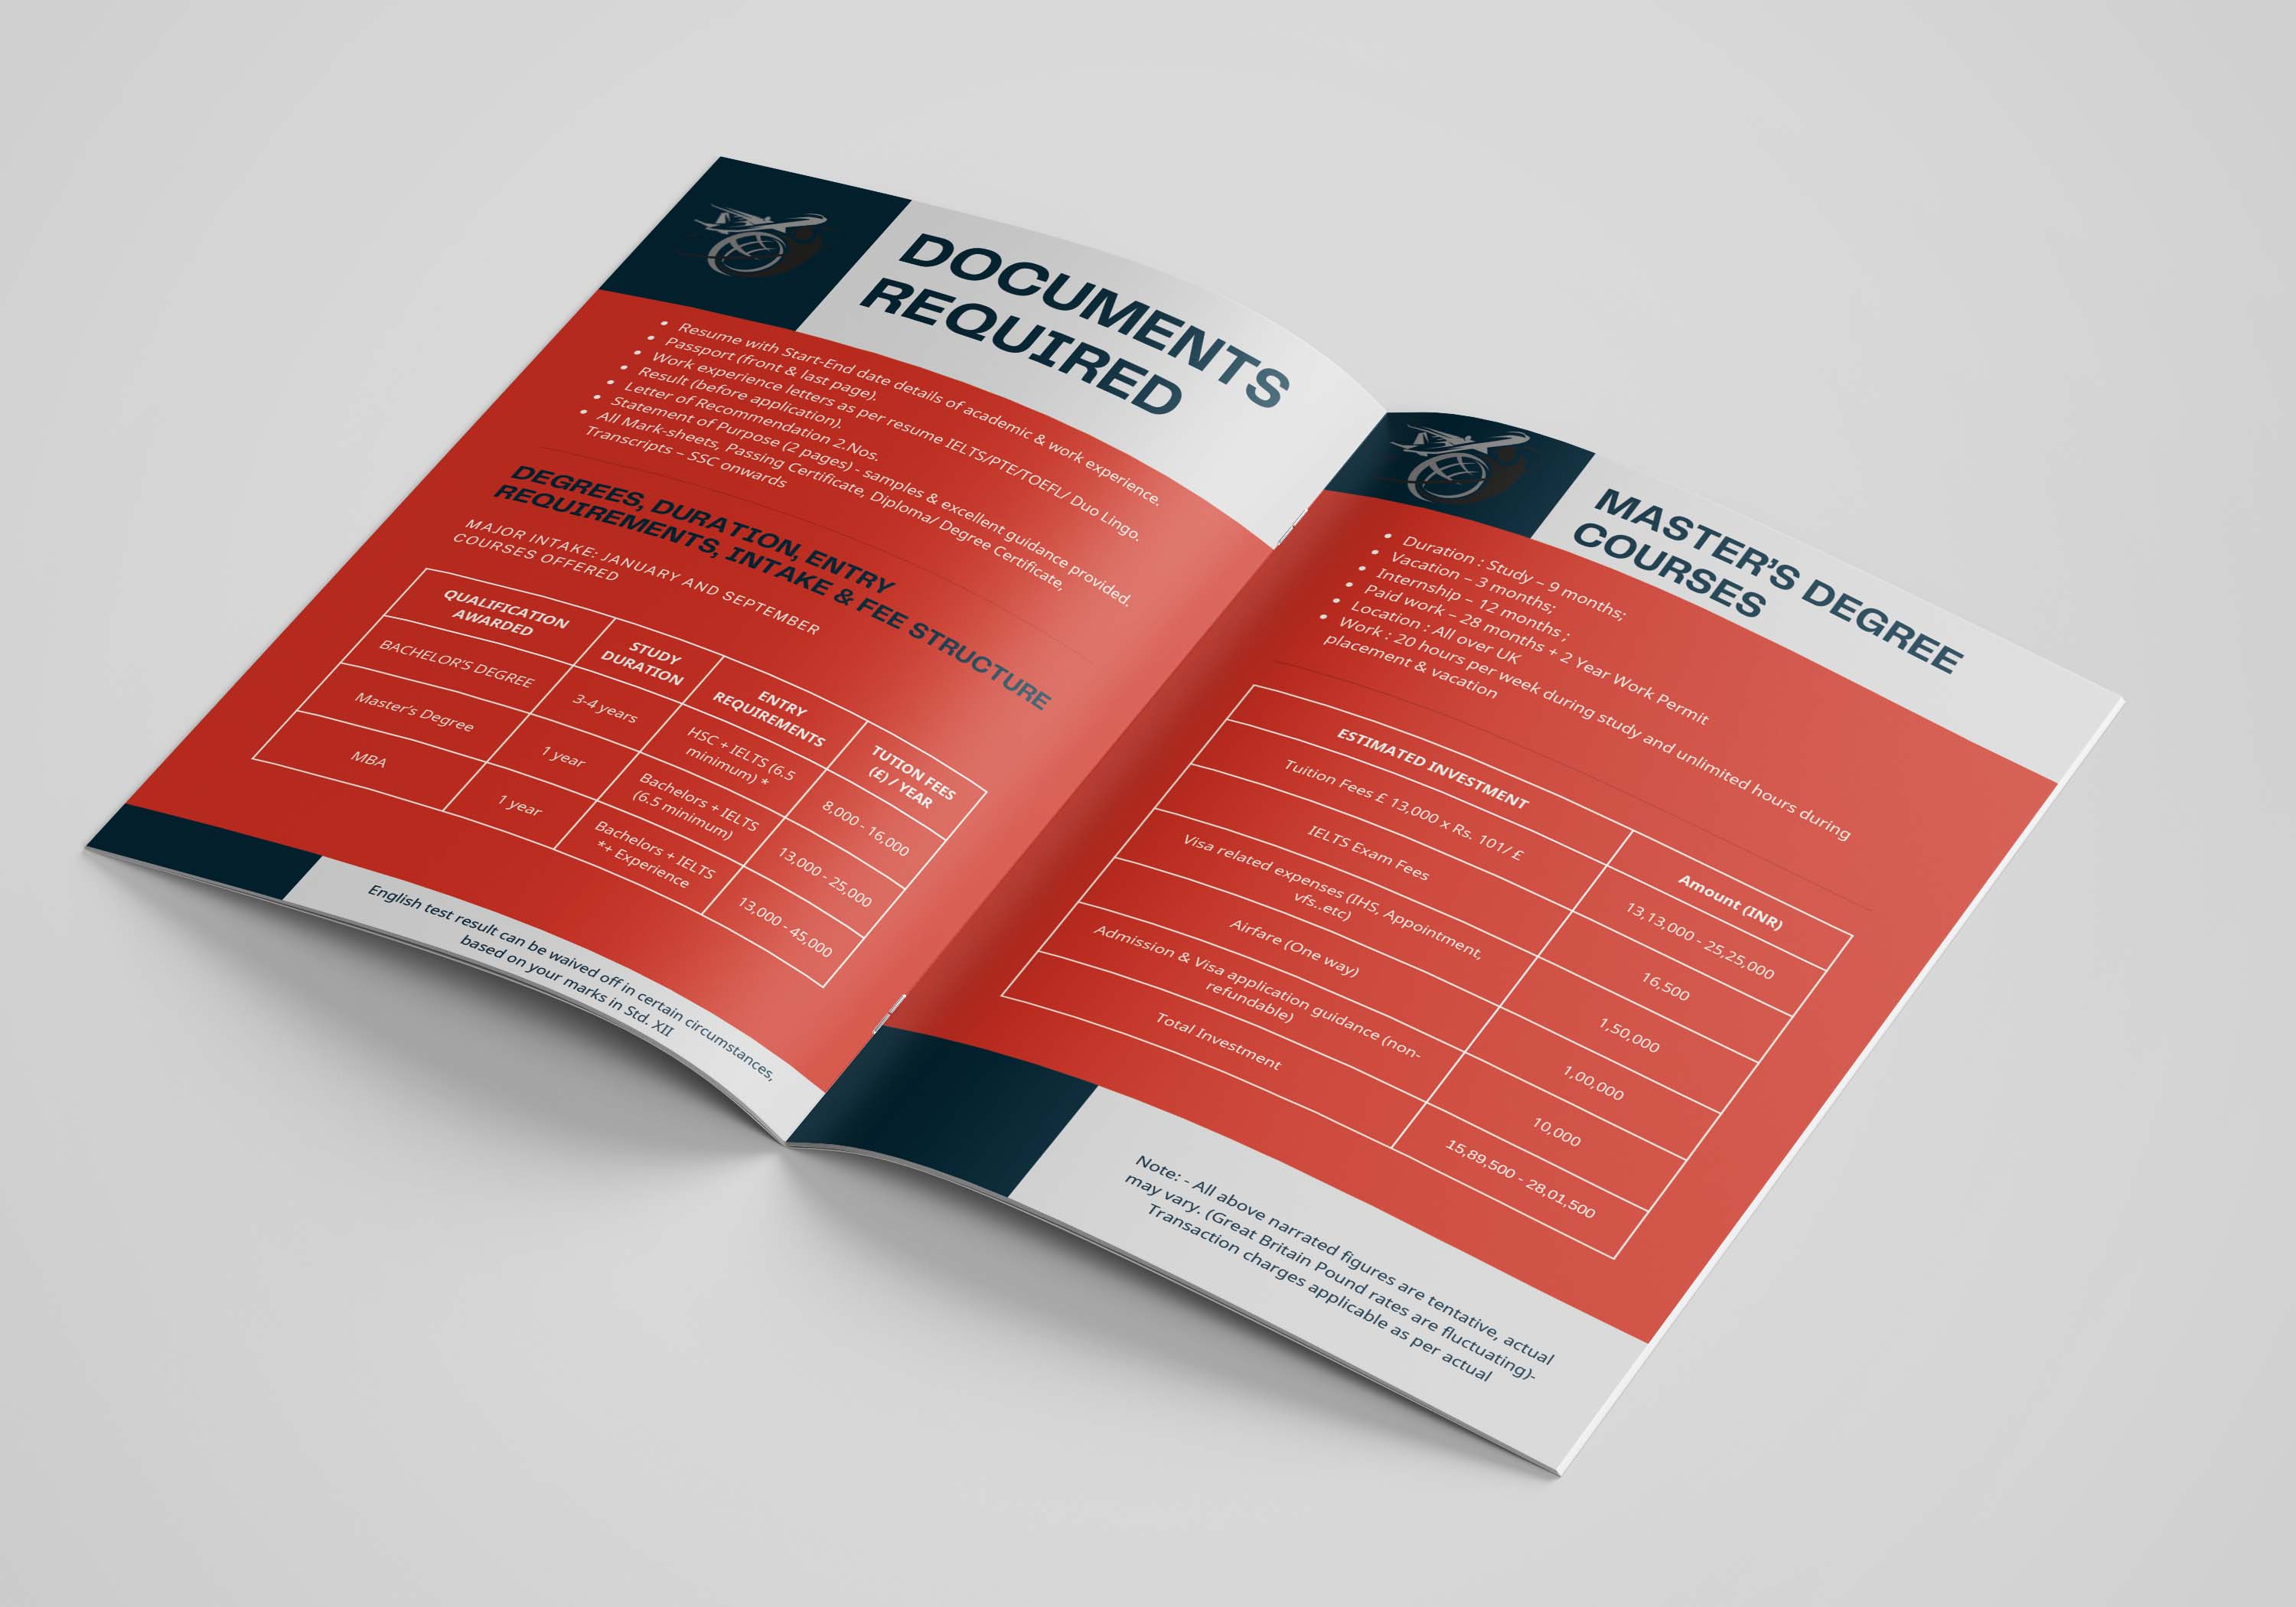 DOCUMENTS
REQUIRED
Resume with Start-End date details of academic & work experience.
Passport (front & last page).
Work experience letters as per resume IELTS/PTE/TOEFL/ Duo Lingo.
Result (before application).
Letter of Recommendation 2.Nos.
Statement of Purpose (2 pages) - samples & excellent guidance provided.
All Mark-sheets, Passing Certificate, Diploma/ Degree Certificate,
Transcripts – SSC onwards
DEGREES, DURATION, ENTRY
REQUIREMENTS, INTAKE & FEE STRUCTURE
MAJOR INTAKE: JANUARY AND SEPTEMBER
COURSES OFFERED
QUALIFICATION
AWARDED
STUDY
DURATION
ENTRY
REQUIREMENTS
TUTION FEES
(£) / YEAR
BACHELOR'S DEGREE
3-4 years
HSC + IELTS (6.5
minimum) *
8,000 - 16,000
Master's Degree
1 year
Bachelors + IELTS
(6.5 minimum)
13,000 - 25,000
MBA
1 year
Bachelors + IELTS
*+ Experience
13,000 - 45,000
English test result can be waived off in certain circumstances,
based on your marks in Std. XII
MASTER'S DEGREE
COURSES
Duration : Study – 9 months;
Vacation – 3 months;
Internship – 12 months ;
Paid work – 28 months + 2 Year Work Permit
Location : All over UK
Work : 20 hours per week during study and unlimited hours during
placement & vacation
ESTIMATED INVESTMENT
Amount (INR)
Tuition Fees £ 13,000 x Rs. 101/ £
13,13,000 - 25,25,000
IELTS Exam Fees
16,500
Visa related expenses (IHS, Appointment,
vfs..etc)
1,50,000
Airfare (One way)
1,00,000
Admission & Visa application guidance (non-
refundable)
10,000
Total Investment
15,89,500 - 28,01,500
Note: - All above narrated figures are tentative, actual
may vary. (Great Britain Pound rates are fluctuating)-
Transaction charges applicable as per actual